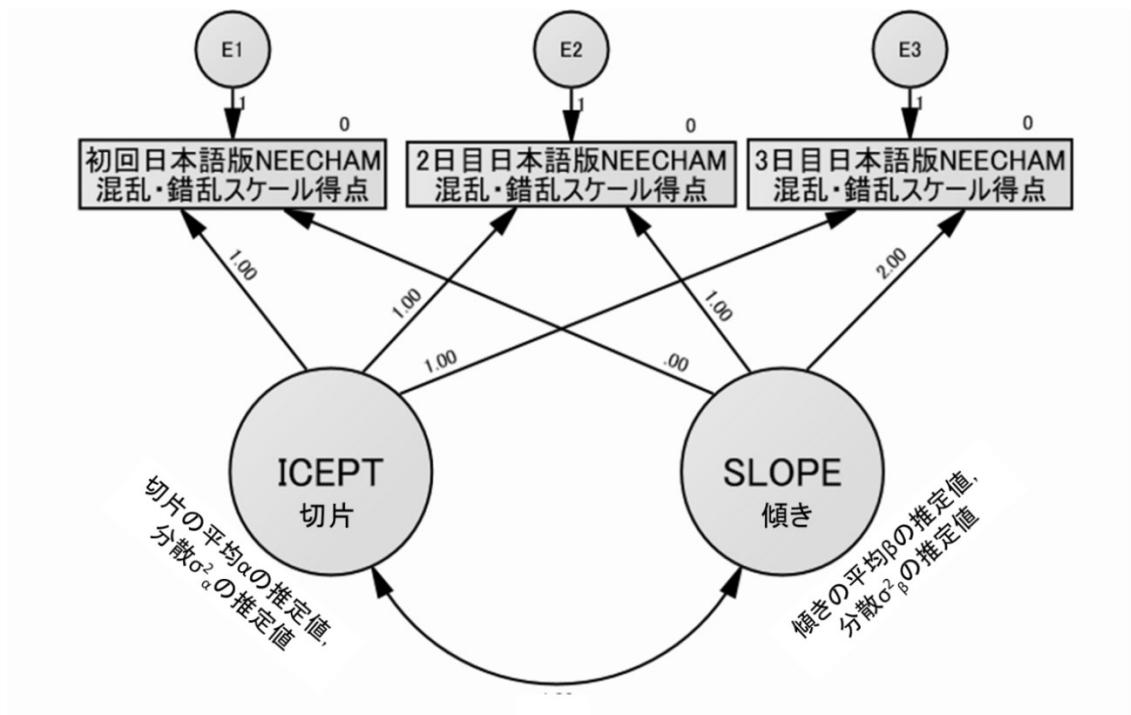 E1
E2
E3
1
1
1
0
0
0
初回日本語版NEECHAM
混乱・錯乱スケール得点
2日目日本語版NEECHAM
混乱・錯乱スケール得点
3日目日本語版NEECHAM
混乱・錯乱スケール得点
1.00
1.00
1.00
.00
1.00
2.00
ICEPT
切片
SLOPE
傾き
切片の平均αの推定値,
分散σ²αの推定値
傾きの平均βの推定値,
分散σ²βの推定値